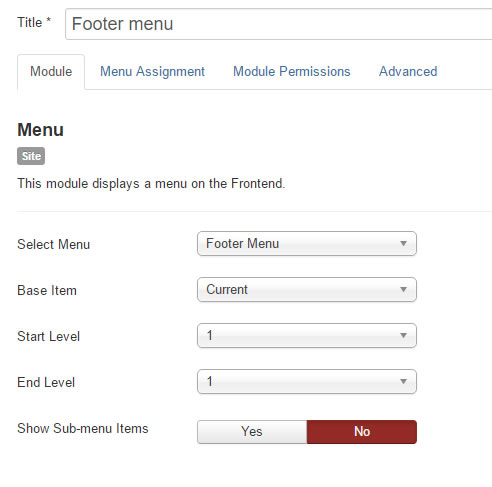 Title * Footer menu
Module Menu Assignment Module Permissions Advanced
Menu
Site
This module displays a menu on the Frontend.
Select Menu Footer Menu
Base Item Current
Start Level 1
End Level 1
Show Sub-menu Items Yes No